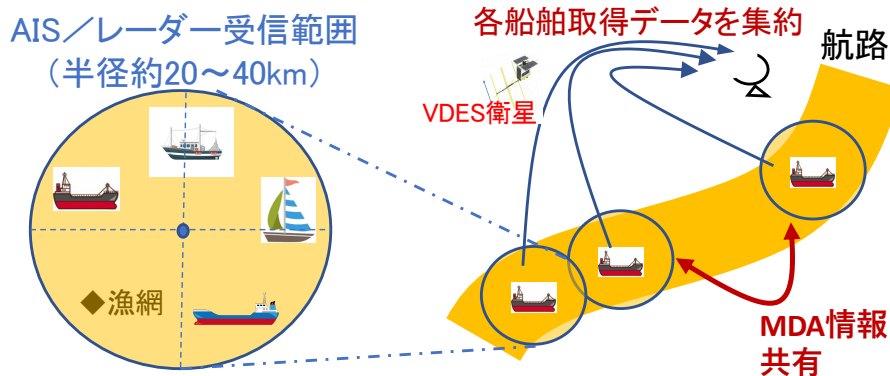 AIS／レーダー受信範囲
（半径約20～40km）
◆漁網
各船舶取得データを集約
航路
VDES衛星
MDA情報
共有